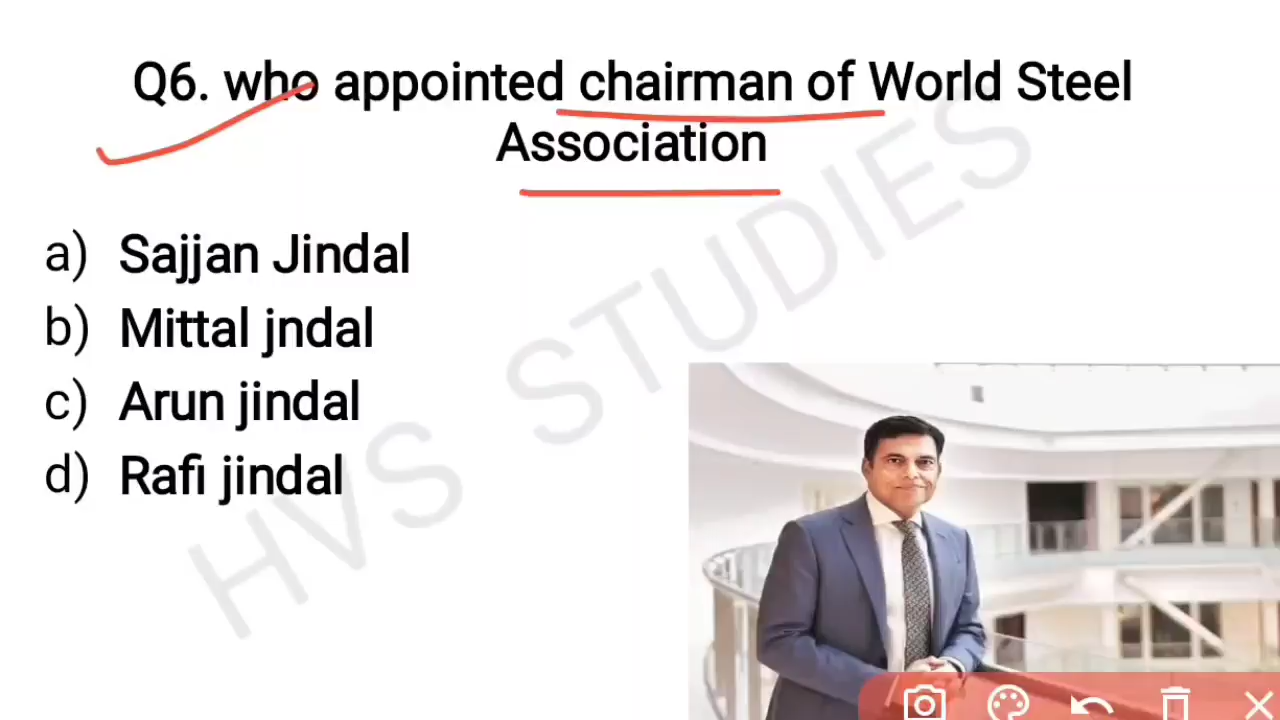 Q6. who appointed chairman of World Steel
Association
a) Sajjan Jindal
b) Mittal jndal
c) Arun jindal
d) Rafi jindal
HVS STUDIES